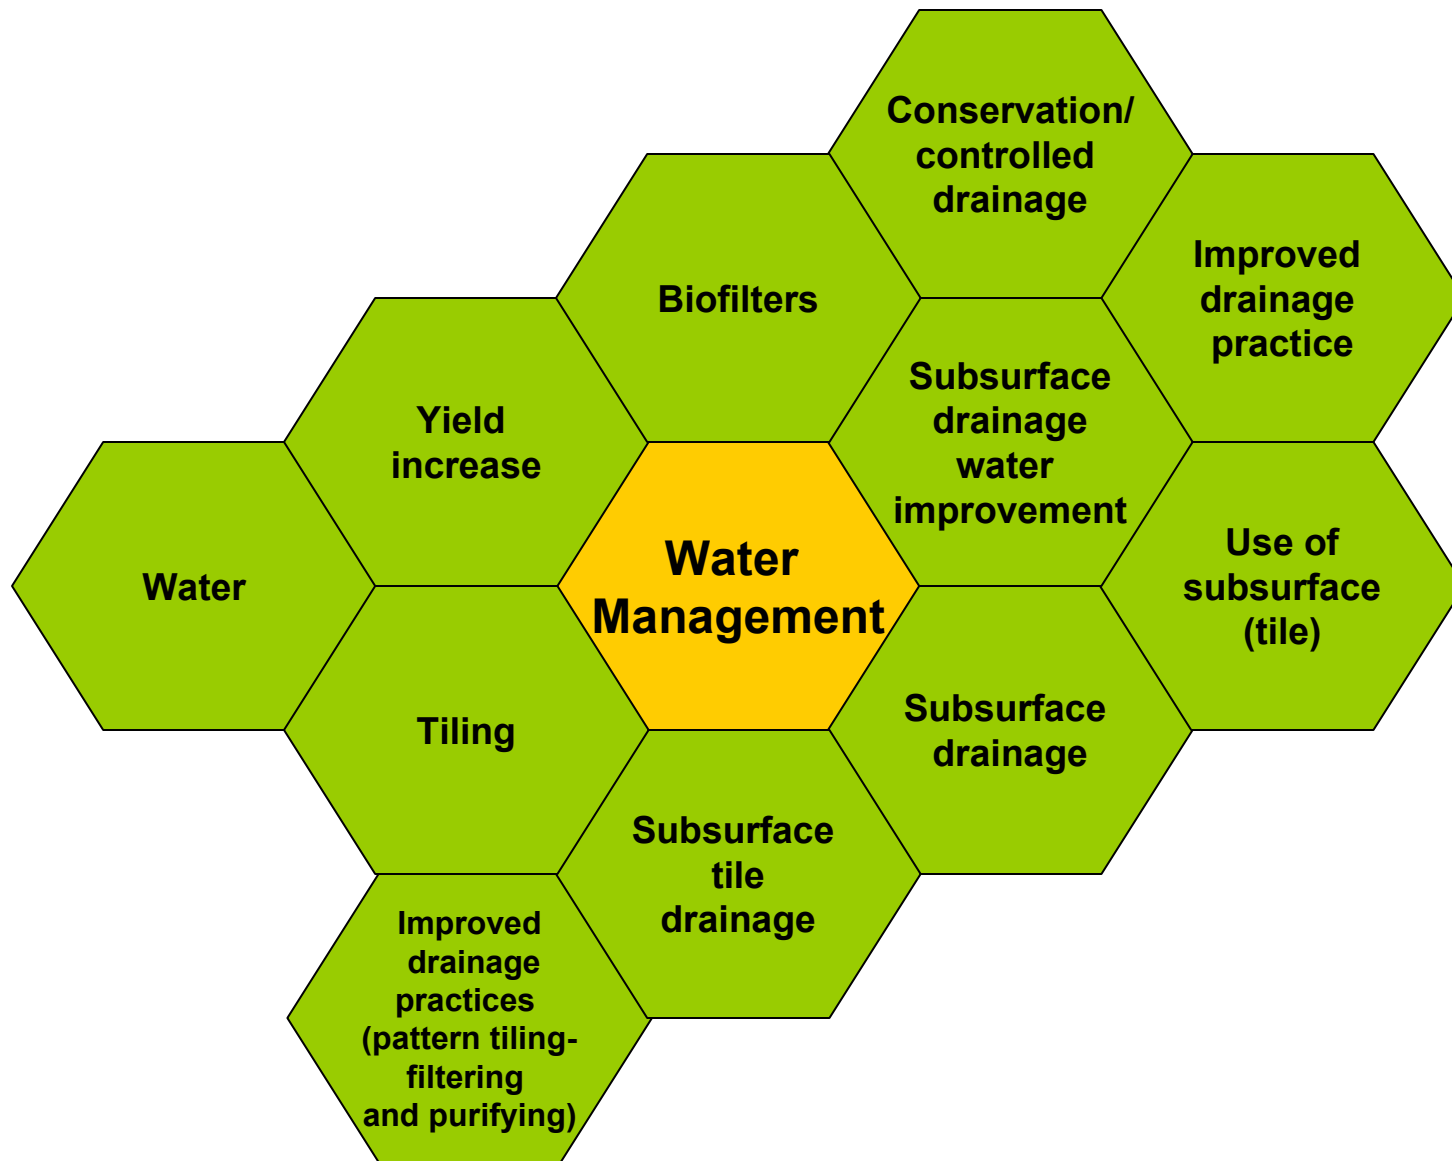 Conservation/
controlled
drainage
Improved
drainage
practice
Biofilters
Subsurface
drainage
water
improvement
Yield
increase
Use of
subsurface
(tile)
Water
Water
Management
Tiling
Subsurface
drainage
Subsurface
tile
drainage
Improved
drainage
practices
(pattern tiling-
filtering
and purifying)